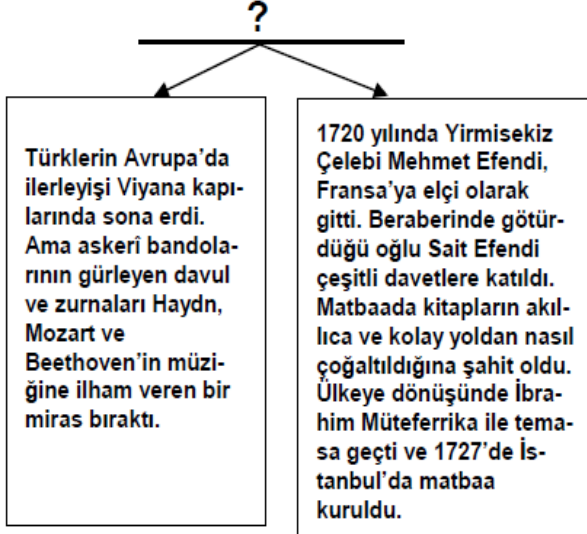 ?
Türklerin Avrupa’da
ilerleyişi Viyana kapı-
larında sona erdi.
Ama askerî bandola-
rının gürleyen davul
ve zurnaları Haydn,
Mozart ve
Beethoven’in müzi-
ğine ilham veren bir
miras bıraktı.
1720 yılında Yirmisekiz
Çelebi Mehmet Efendi,
Fransa’ya elçi olarak
gitti. Beraberinde götür-
düğü oğlu Sait Efendi
çeşitli davetlere katıldı.
Matbaada kitapların akıl-
lıca ve kolay yoldan nasıl
çoğaltıldığına şahit oldu.
Ülkeye dönüşünde İbra-
him Müteferrika ile tema-
sa geçti ve 1727’de İs-
tanbul’da matbaa
kuruldu.